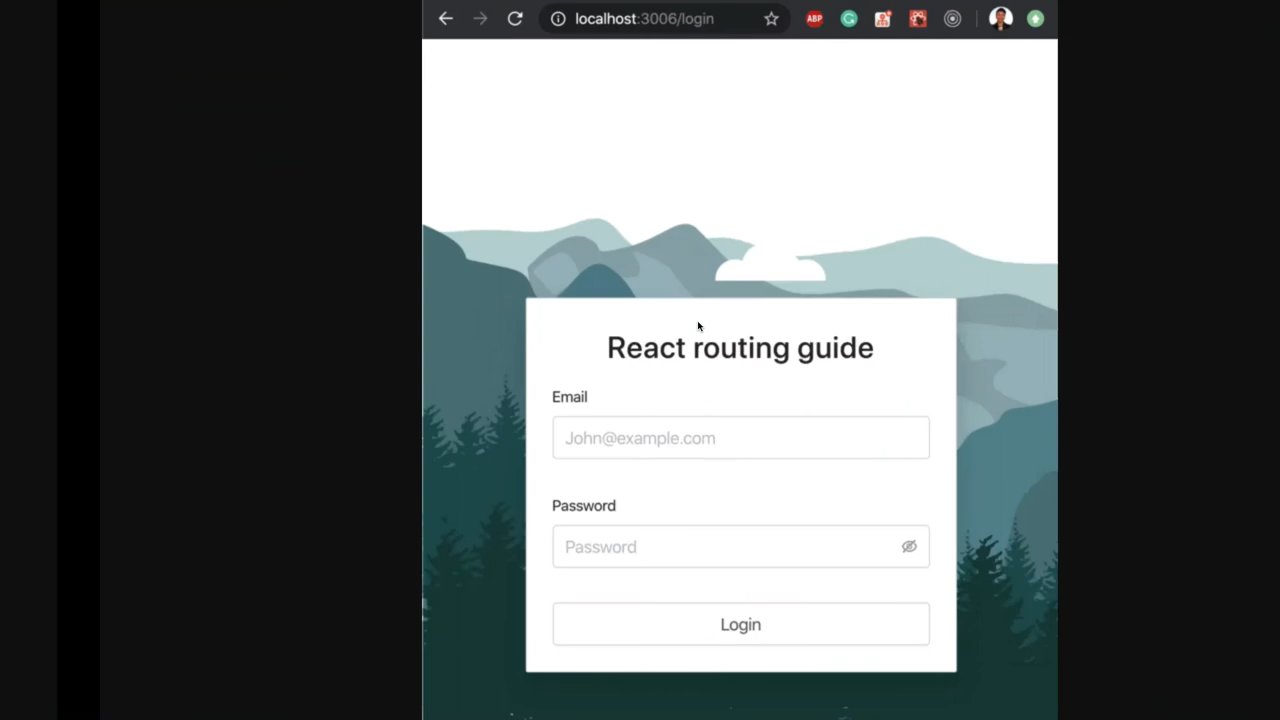 localhost:3006/login
ABP
React routing guide
Email
John@example.com
Password
Password
Login